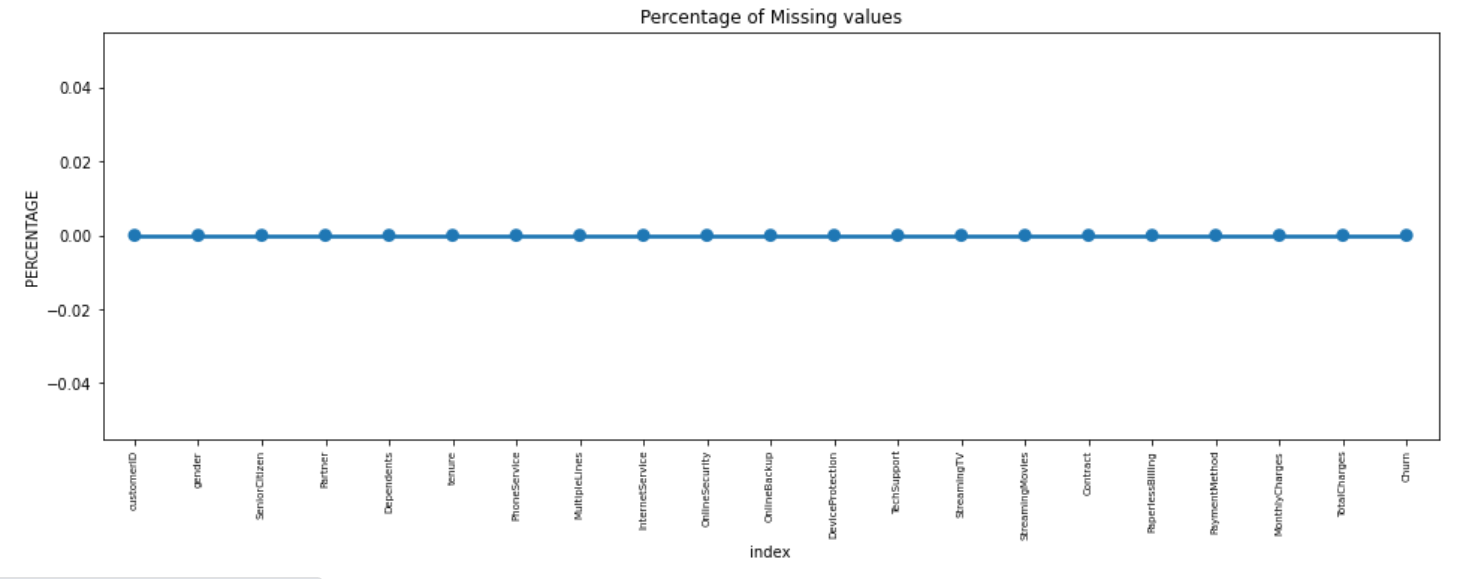 Percentage of Missing values
PERCENTAGE
0.04
0.02
0.00
−0.02
−0.04
customerID
gender
SeniorCitizen
Partner
Dependents
tenure
PhoneService
MultipleLines
InternetService
OnlineSecurity
OnlineBackup
DeviceProtection
TechSupport
StreamingTV
StreamingMovies
Contract
PaperlessBilling
PaymentMethod
MonthlyCharges
TotalCharges
Churn
index